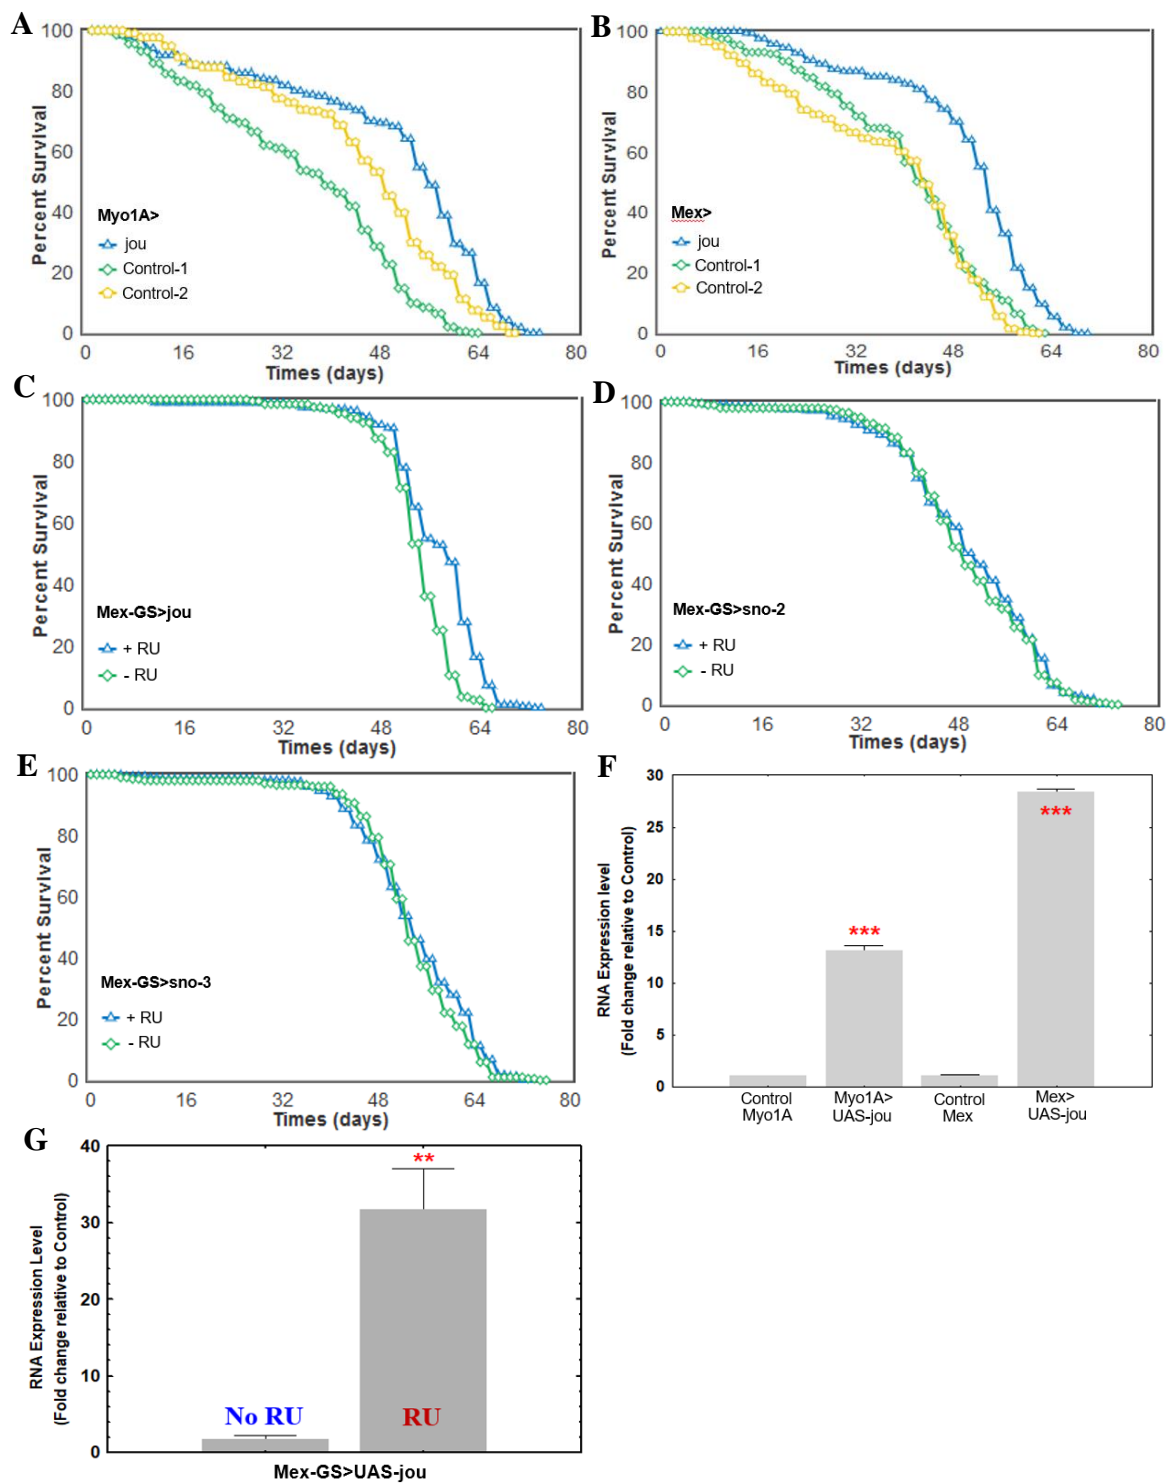 A
100
80
60
40
20
0
Percent Survival
Myo1A>
jou
Control-1
Control-2
0 16 32 48 64 80
Times (days)
B
100
80
60
40
20
0
Percent Survival
Mex>
jou
Control-1
Control-2
0 16 32 48 64 80
Times (days)
C
100
80
60
40
20
0
Percent Survival
Mex-GS>jou
+ RU
- RU
0 16 32 48 64 80
Times (days)
D
100
80
60
40
20
0
Percent Survival
Mex-GS>sno-2
+ RU
- RU
0 16 32 48 64 80
Times (days)
E
100
80
60
40
20
0
Percent Survival
Mex-GS>sno-3
+ RU
- RU
0 16 32 48 64 80
Times (days)
F
30
25
20
15
10
5
0
RNA Expression level
(Fold change relative to Control)
***
***
Control
Myo1A
Myo1A>
UAS-jou
Control
Mex
Mex>
UAS-jou
G
40
30
20
10
0
RNA Expression Level
(Fold change relative to Control)
**
No RU
RU
Mex-GS>UAS-jou